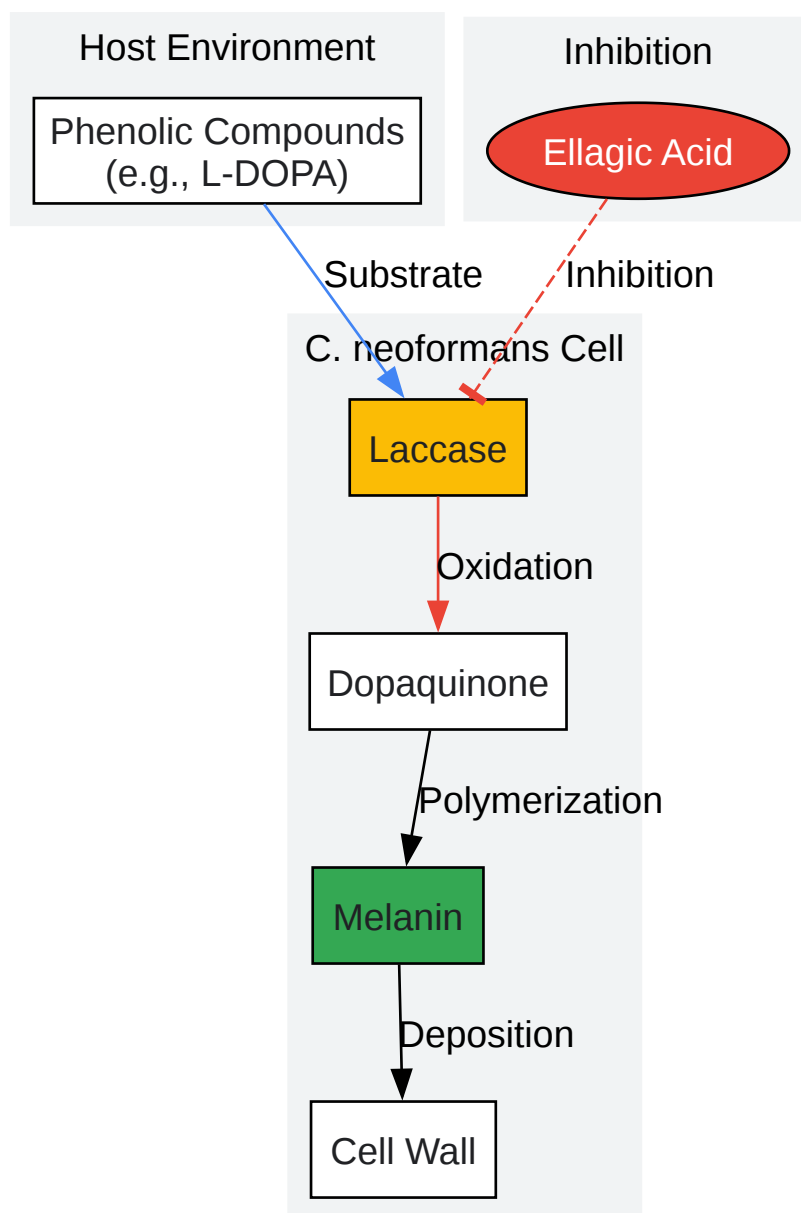 Host Environment
Inhibition
Phenolic Compounds
(e.g., L-DOPA)
Ellagic Acid
Substrate
Inhibition
C. neoformans Cell
Laccase
Oxidation
Dopaquinone
Polymerization
Melanin
Deposition
Cell Wall